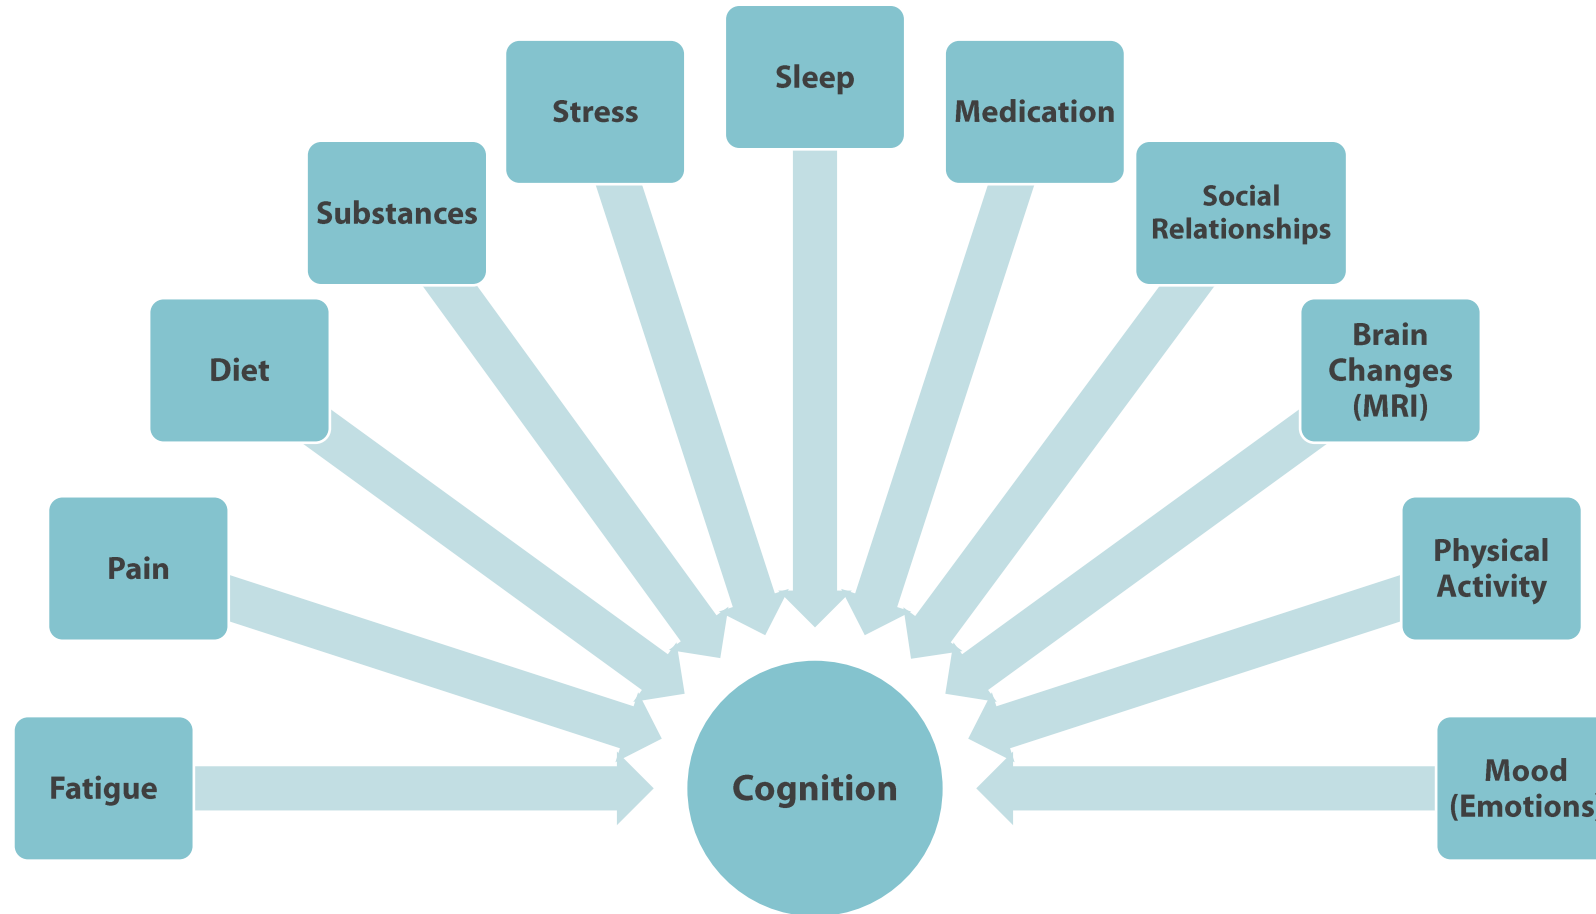 Sleep
Stress
Medication
Substances
Social
Relationships
Diet
Brain
Changes
(MRI)
Pain
Physical
Activity
Fatigue
Cognition
Mood
(Emotions)